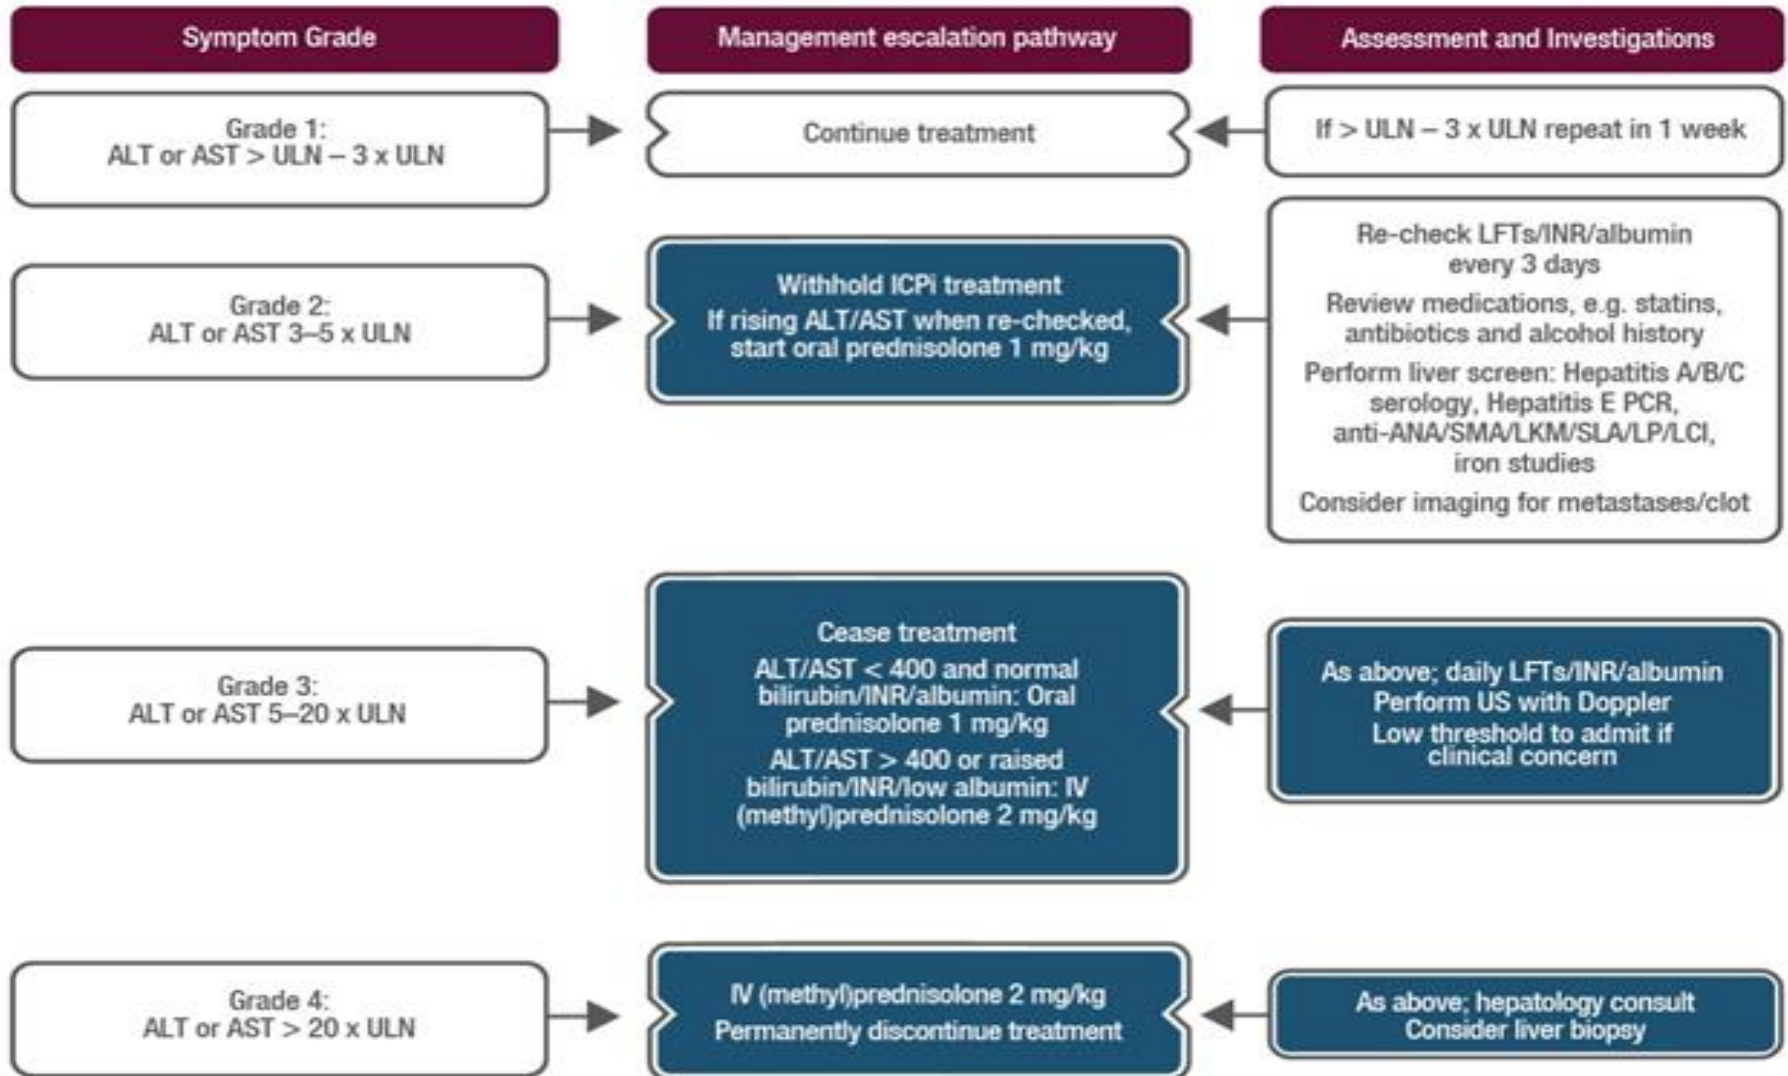 Symptom Grade
Management escalation pathway
Assessment and Investigations
Grade 1:
ALT or AST > ULN – 3 x ULN
Continue treatment
If > ULN – 3 x ULN repeat in 1 week
Grade 2:
ALT or AST 3–5 x ULN
Withhold ICPi treatment
If rising ALT/AST when re-checked,
start oral prednisolone 1 mg/kg
Re-check LFTs/INR/albumin
every 3 days
Review medications, e.g. statins,
antibiotics and alcohol history
Perform liver screen: Hepatitis A/B/C
serology, Hepatitis E PCR,
anti-ANA/SMA/LKM/SLA/LP/LCI,
iron studies
Consider imaging for metastases/clot
Grade 3:
ALT or AST 5–20 x ULN
Cease treatment
ALT/AST < 400 and normal
bilirubin/INR/albumin: Oral
prednisolone 1 mg/kg
ALT/AST > 400 or raised
bilirubin/INR/low albumin: IV
(methyl)prednisolone 2 mg/kg
As above; daily LFTs/INR/albumin
Perform US with Doppler
Low threshold to admit if
clinical concern
Grade 4:
ALT or AST > 20 x ULN
IV (methyl)prednisolone 2 mg/kg
Permanently discontinue treatment
As above; hepatology consult
Consider liver biopsy